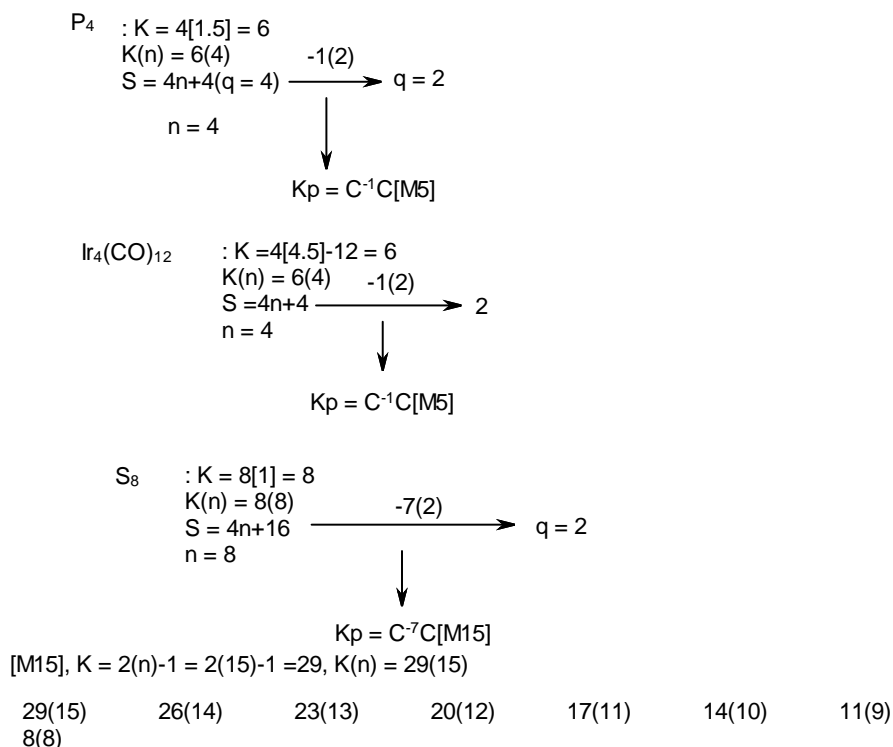 P₄ : K = 4[1.5] = 6
K(n) = 6(4)
-1(2)
S = 4n+4(q = 4) q = 2
n = 4
Kp = C⁻¹C[M5]
Ir₄(CO)₁₂ : K =4[4.5]-12 = 6
K(n) = 6(4) -1(2)
S =4n+4 2
n = 4
Kp = C⁻¹C[M5]
S₈ : K = 8[1] = 8
K(n) = 8(8) -7(2)
S = 4n+16 q = 2
n = 8
Kp = C⁻⁷C[M15]
[M15], K = 2(n)-1 = 2(15)-1 =29, K(n) = 29(15)
29(15) 26(14) 23(13) 20(12) 17(11) 14(10) 11(9)
8(8)